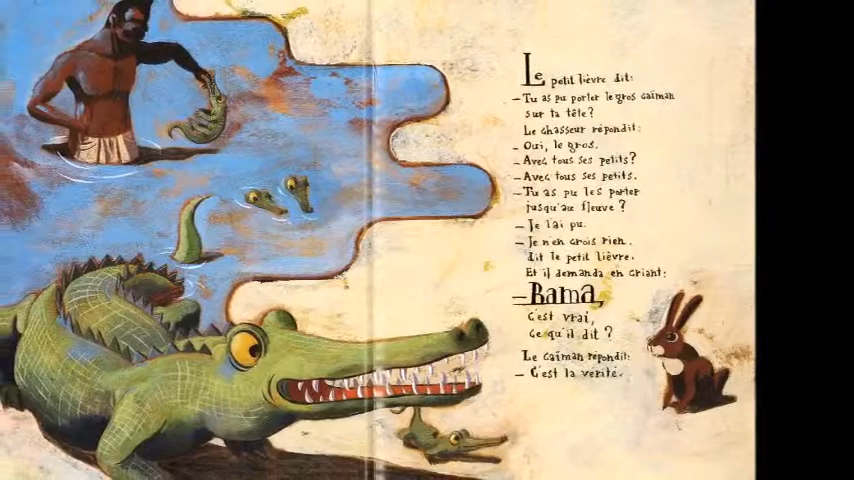 Le petit lièvre dit:
– Tu as pu porter le gros caïman
sur ta tête?
Le chasseur répondit:
– Oui, le gros.
– Avec tous ses petits?
– Avec tous ses petits.
– Tu as pu les porter
jusqu'au fleuve?
– Je l'ai pu.
– Je n'en crois rien,
dit le petit lièvre.
Et il demanda en criant:
– Bama,
c'est vrai,
ce qu'il dit?
Le caïman répondit:
– C'est la vérité.